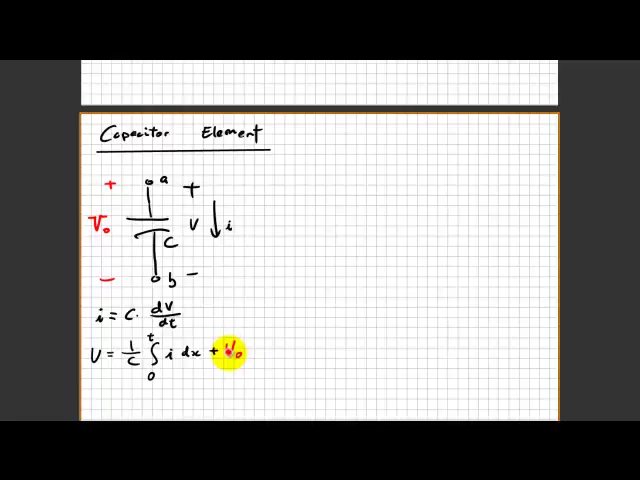 Capacitor Element
+ a +
V₀ C V i
- b -
i = C · dV/dt
V = 1/C ∫₀ᵗ i dx + V₀